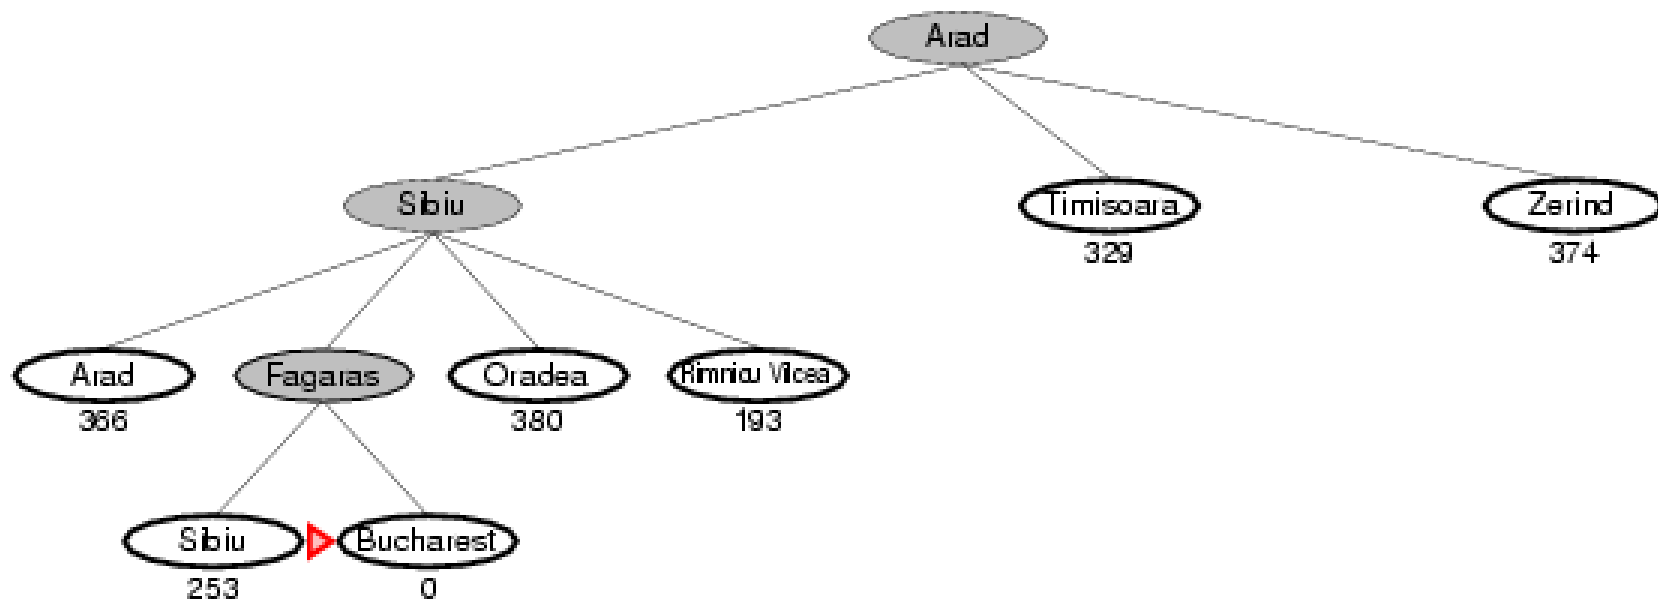 Arad
Sibiu Timisoara Zerind
329 374
Arad Fagaras Oradea Rimnicu Vilcea
366 380 193
Sibiu Bucharest
253 0